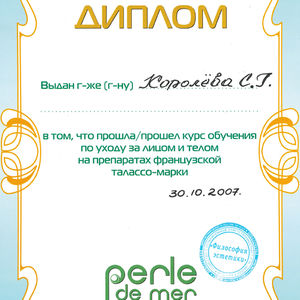 ДИПЛОМ
Выдан г-же (г-ну) Королёва С.Г.
в том, что прошла/прошел курс обучения
по уходу за лицом и телом
на препаратах французской
талассо-марки
30.10.2007.
«Философия
эстетики»
perle
de mer